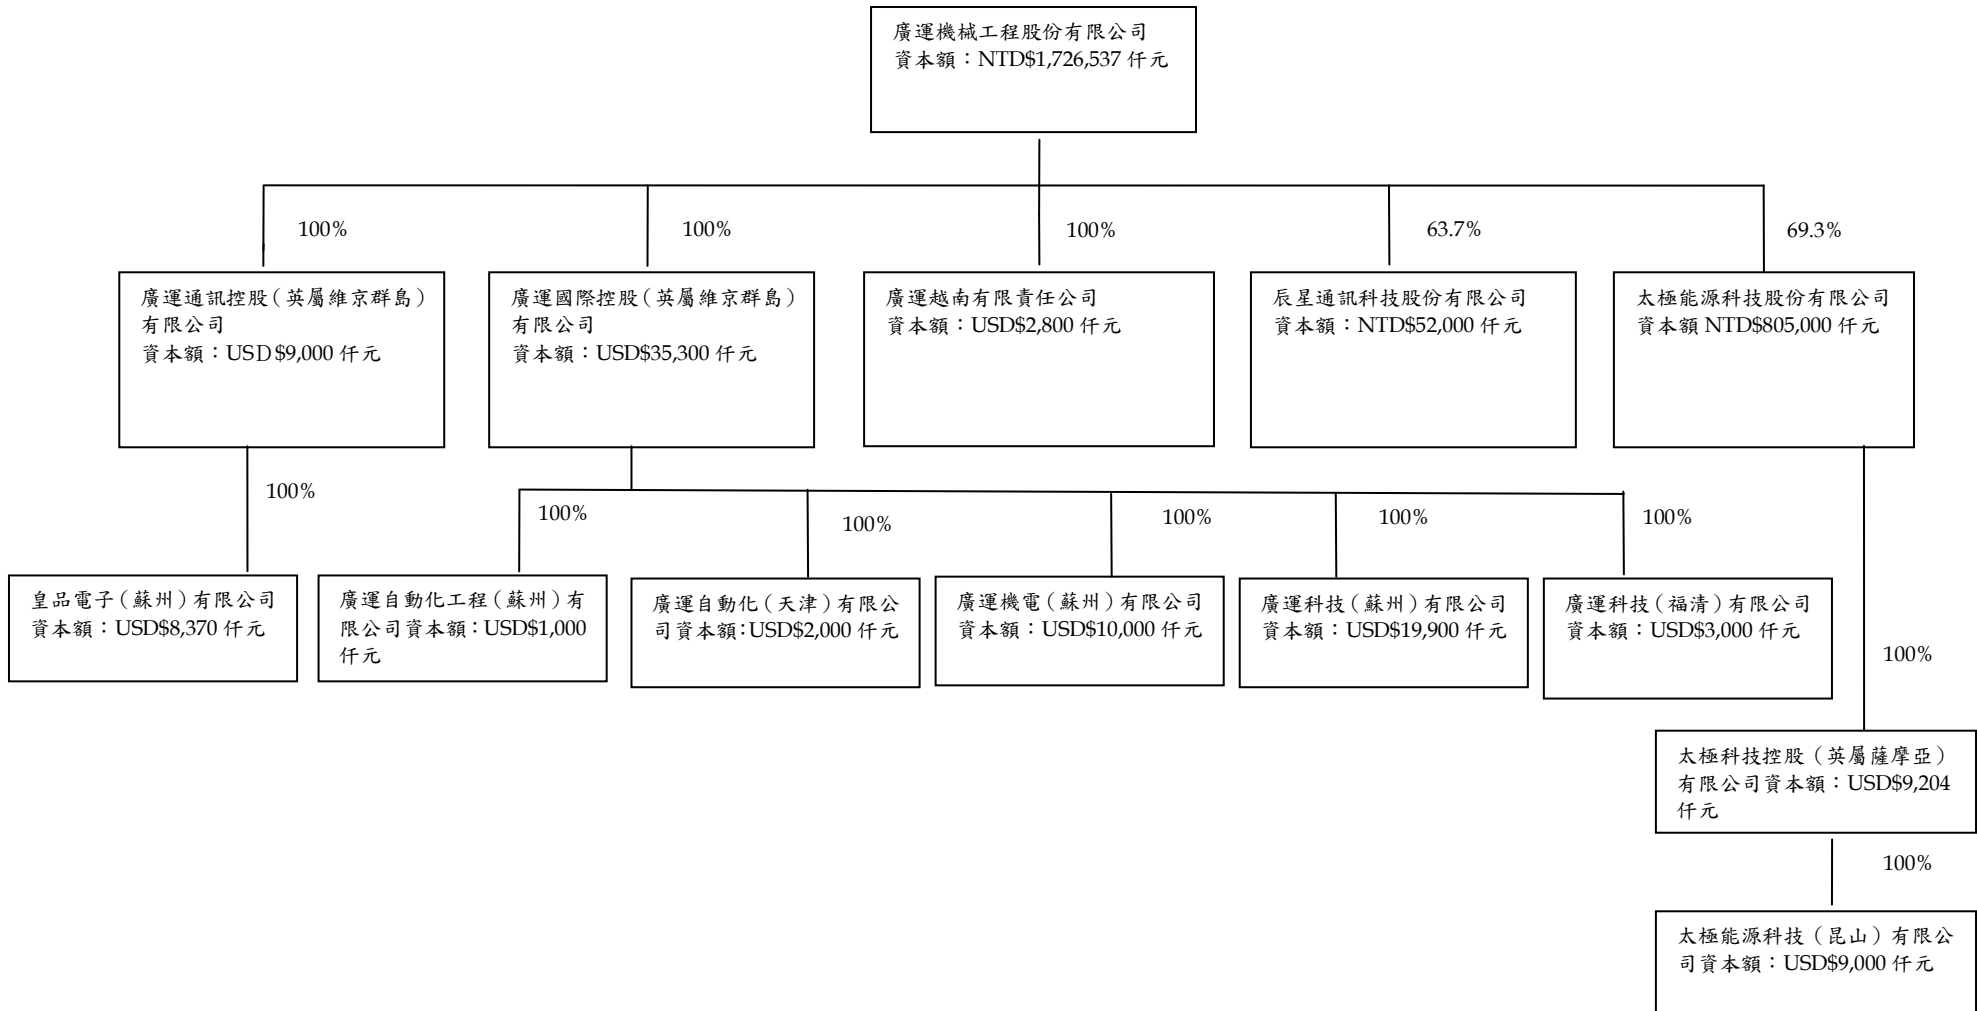 廣運機械工程股份有限公司
資本額：NTD$1,726,537 仟元
100%
100%
100%
63.7%
69.3%
廣運通訊控股（英屬維京群島）
有限公司
資本額：USD$9,000 仟元
廣運國際控股（英屬維京群島）
有限公司
資本額：USD$35,300 仟元
廣運越南有限責任公司
資本額：USD$2,800 仟元
辰星通訊科技股份有限公司
資本額：NTD$52,000 仟元
太極能源科技股份有限公司
資本額 NTD$805,000 仟元
100%
100%
100%
100%
100%
100%
皇品電子（蘇州）有限公司
資本額：USD$8,370 仟元
廣運自動化工程（蘇州）有
限公司資本額：USD$1,000
仟元
廣運自動化（天津）有限公
司資本額：USD$2,000 仟元
廣運機電（蘇州）有限公司
資本額：USD$10,000 仟元
廣運科技（蘇州）有限公司
資本額：USD$19,900 仟元
廣運科技（福清）有限公司
資本額：USD$3,000 仟元
100%
太極科技控股（英屬薩摩亞）
有限公司資本額：USD$9,204
仟元
100%
太極能源科技（昆山）有限公
司資本額：USD$9,000 仟元